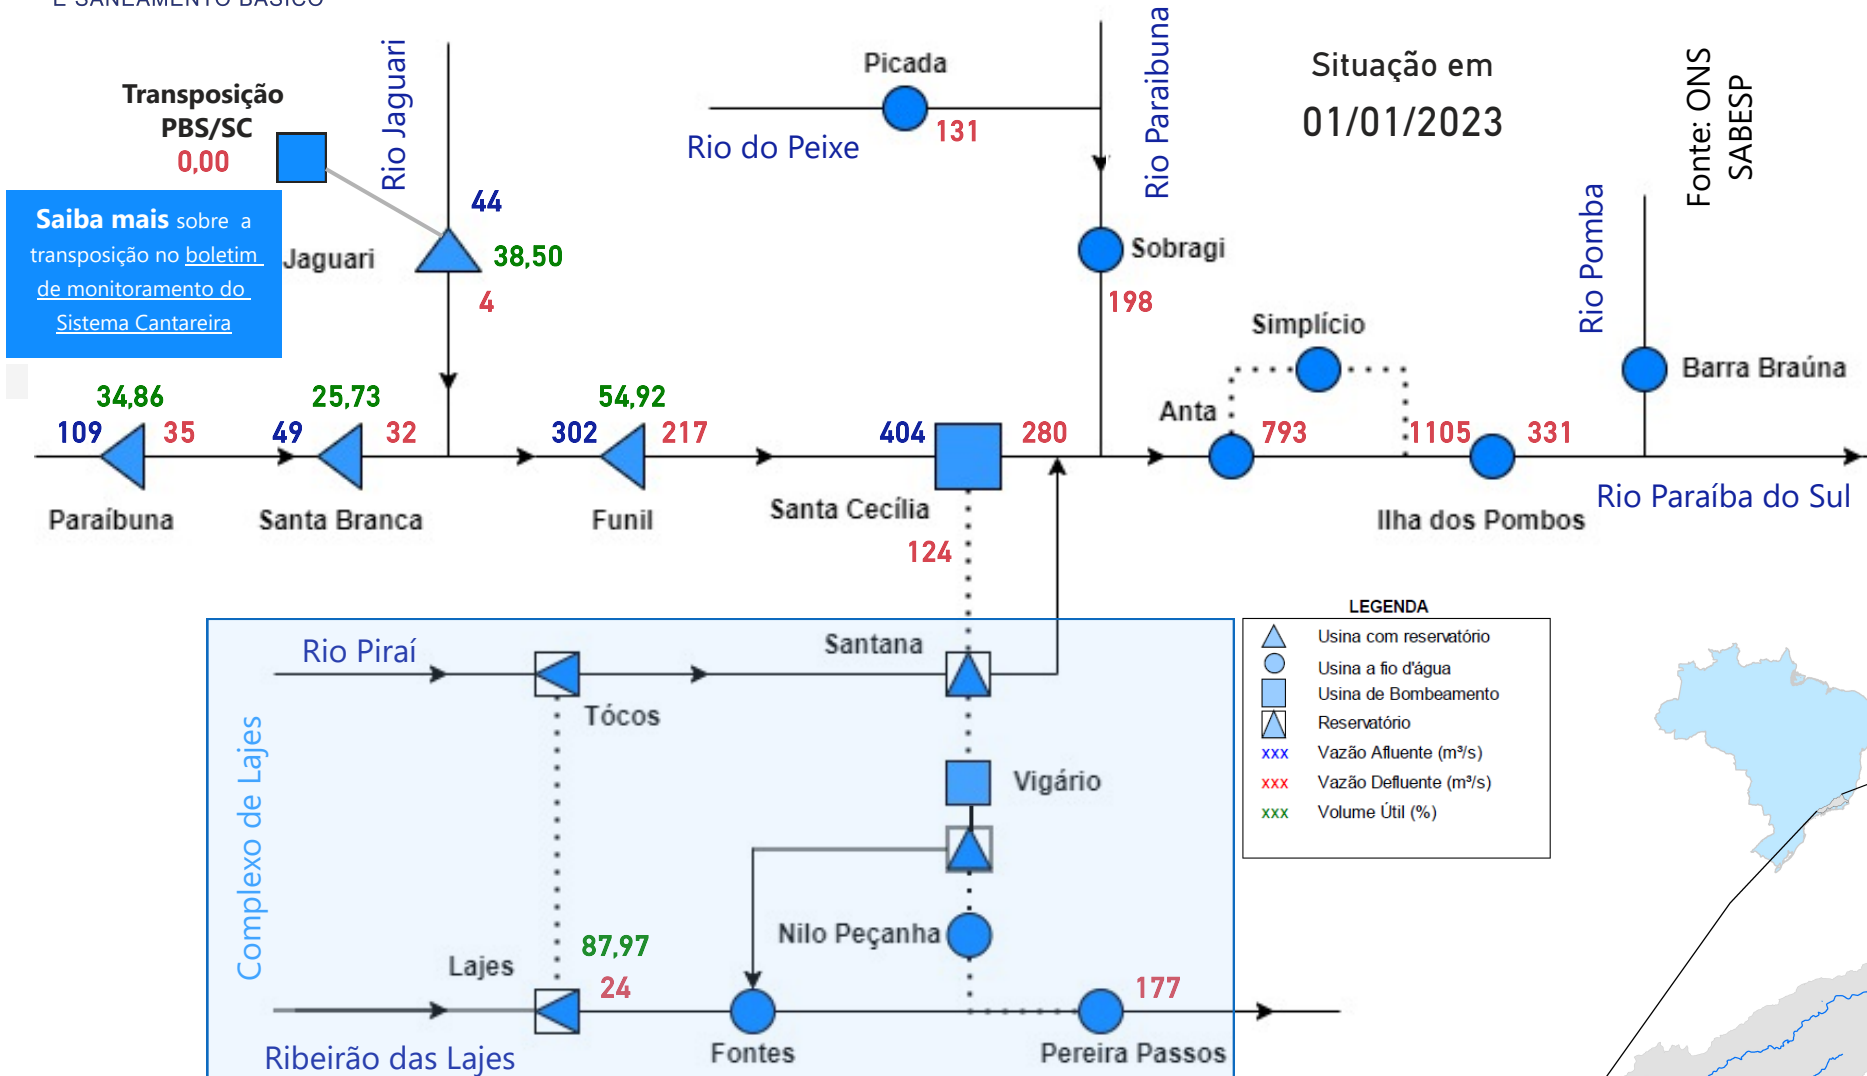 E SANEAMENTO BÁSICO
Transposição
PBS/SC
0,00
Rio Jaguari
Saiba mais sobre a
transposição no boletim
de monitoramento do
Sistema Cantareira
Jaguari
44
38,50
4
Picada
131
Rio do Peixe
Rio Paraibuna
Situação em
01/01/2023
Fonte: ONS
SABESP
Sobragi
198
Simplício
Rio Pomba
Barra Braúna
34,86
109
35
Paraíbuna
25,73
49
32
Santa Branca
54,92
302
217
Funil
404
280
Santa Cecília
124
Anta
793
1105
331
Ilha dos Pombos
Rio Paraíba do Sul
Complexo de Lajes
Rio Piraí
Tócos
Santana
Vigário
Nilo Peçanha
Lajes
87,97
24
Ribeirão das Lajes
Fontes
177
Pereira Passos
LEGENDA
Usina com reservatório
Usina a fio d'água
Usina de Bombeamento
Reservatório
xxx Vazão Afluente (m³/s)
xxx Vazão Defluente (m³/s)
xxx Volume Útil (%)